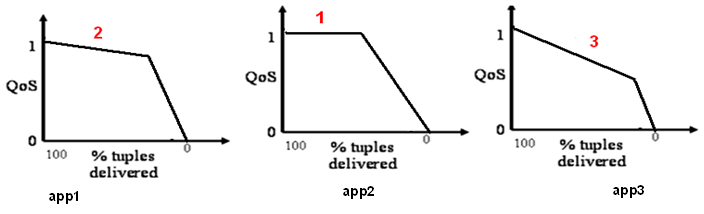 2
1
QoS
0
100
0
% tuples
delivered
app1
1
1
QoS
0
100
0
% tuples
delivered
app2
3
1
QoS
0
100
0
% tuples
delivered
app3